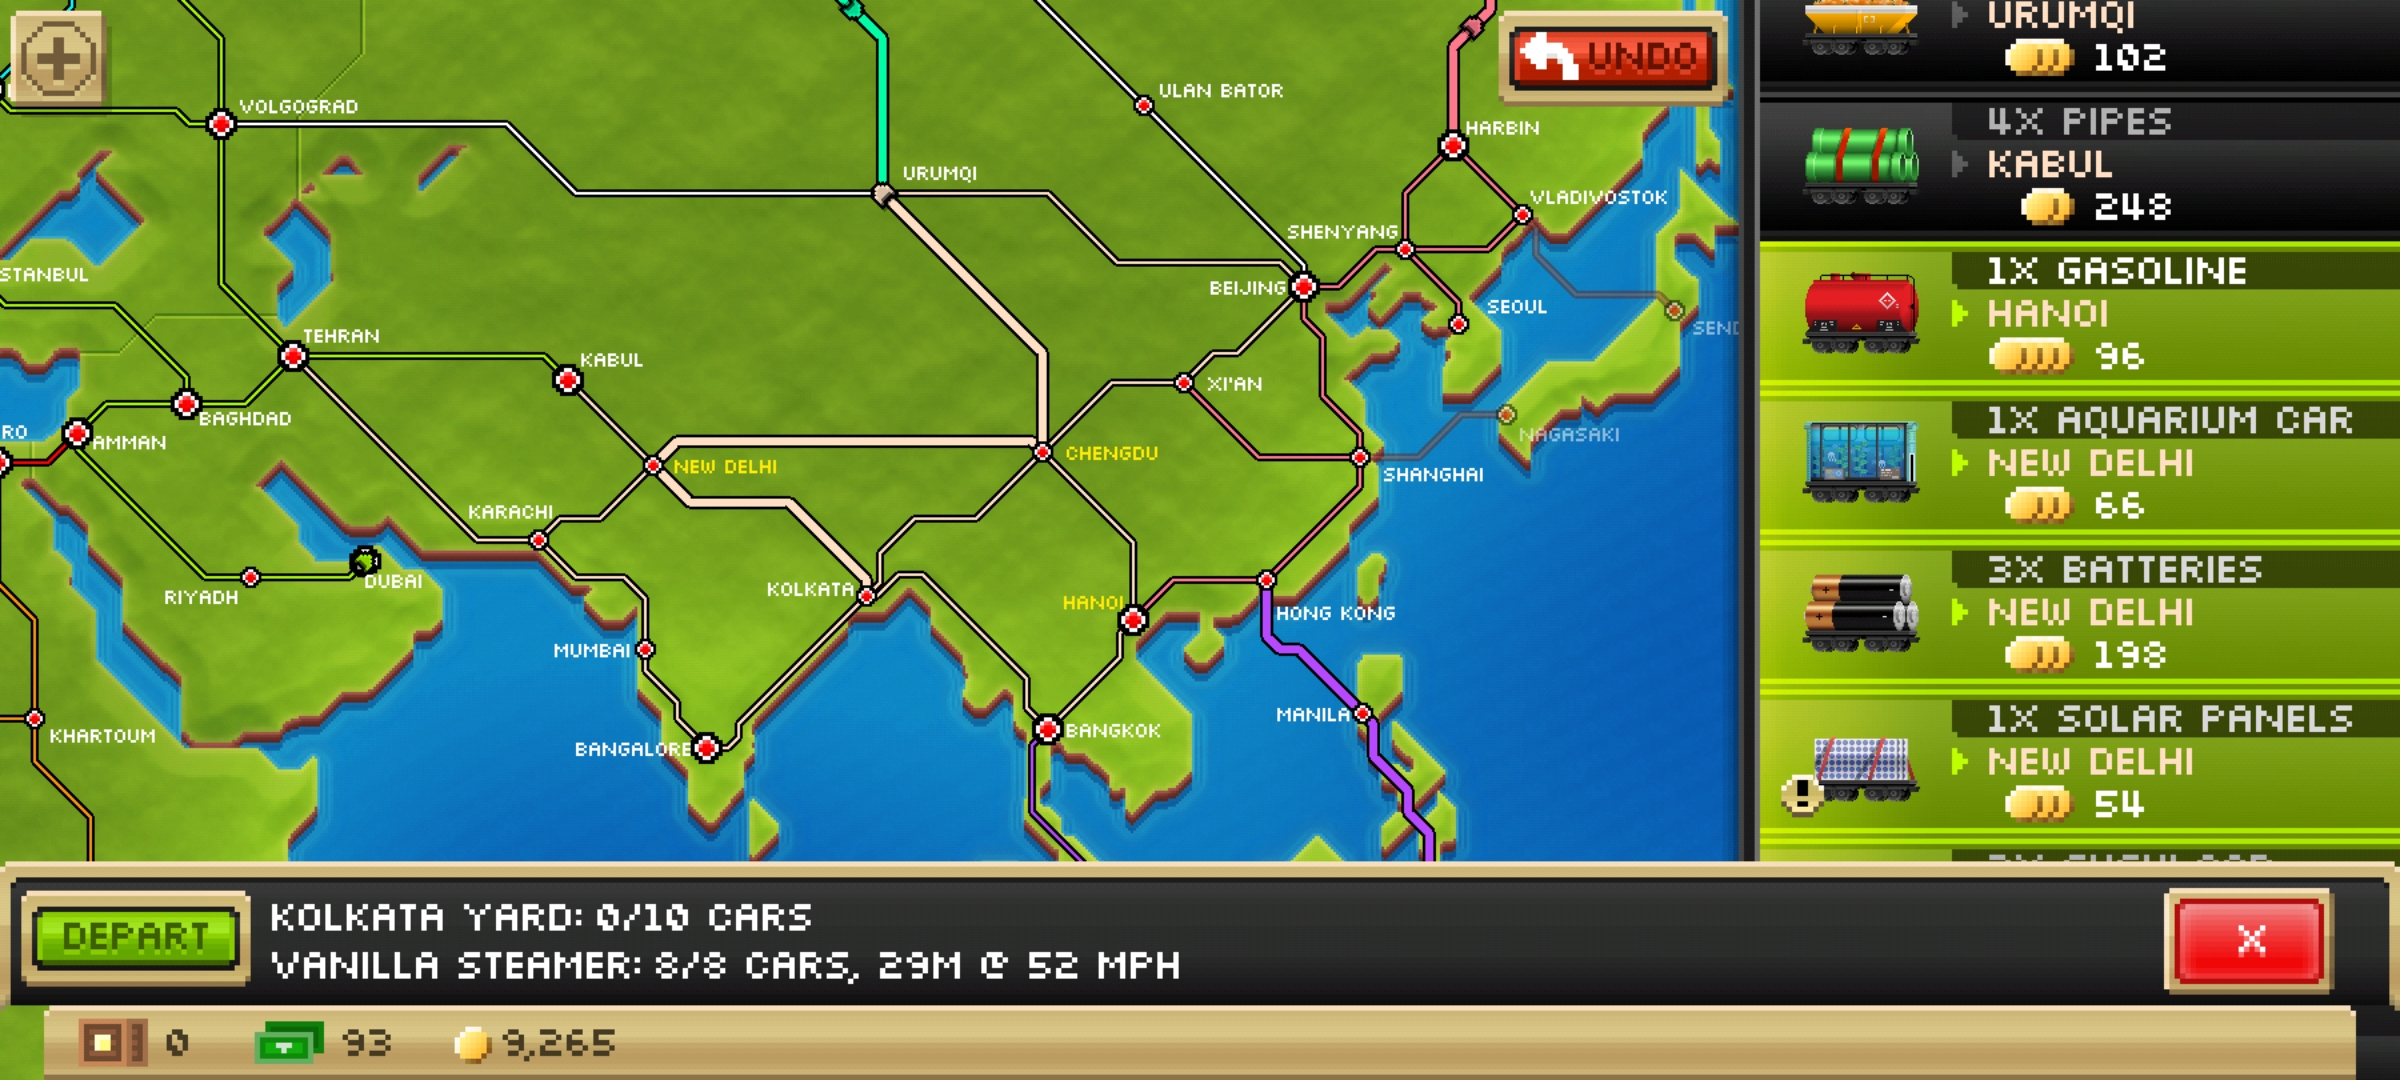 UNDO
VOLGOGRAD
ULAN BATOR
HARBIN
URUMQI
VLADIVOSTOK
SHENYANG
STANBUL
BEIJING
SEOUL
SEND
TEHRAN
KABUL
XI'AN
BAGHDAD
RO
AMMAN
NAGASAKI
NEW DELHI
CHENGDU
SHANGHAI
KARACHI
DUBAI
RIYADH
KOLKATA
HANOI
HONG KONG
MUMBAI
MANILA
KHARTOUM
BANGALORE
BANGKOK
URUMQI
102
4X PIPES
KABUL
248
1X GASOLINE
HANOI
96
1X AQUARIUM CAR
NEW DELHI
66
3X BATTERIES
NEW DELHI
198
1X SOLAR PANELS
NEW DELHI
54
DEPART
KOLKATA YARD: 0/10 CARS
VANILLA STEAMER: 8/8 CARS, 29M @ 52 MPH
X
0
93
9,265